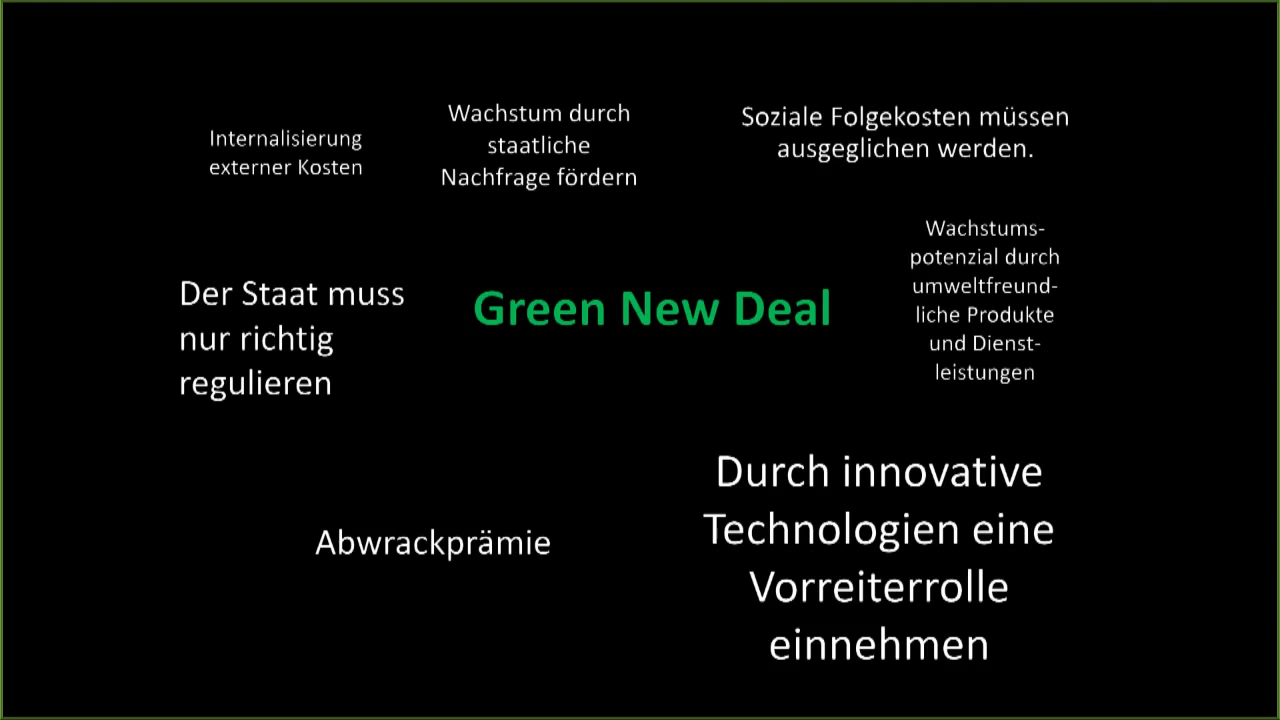 Internalisierung
externer Kosten
Wachstum durch
staatliche
Nachfrage fördern
Soziale Folgekosten müssen
ausgeglichen werden.
Der Staat muss
nur richtig
regulieren
Green New Deal
Wachstums-
potenzial durch
umweltfreund-
liche Produkte
und Dienst-
leistungen
Abwrackprämie
Durch innovative
Technologien eine
Vorreiterrolle
einnehmen